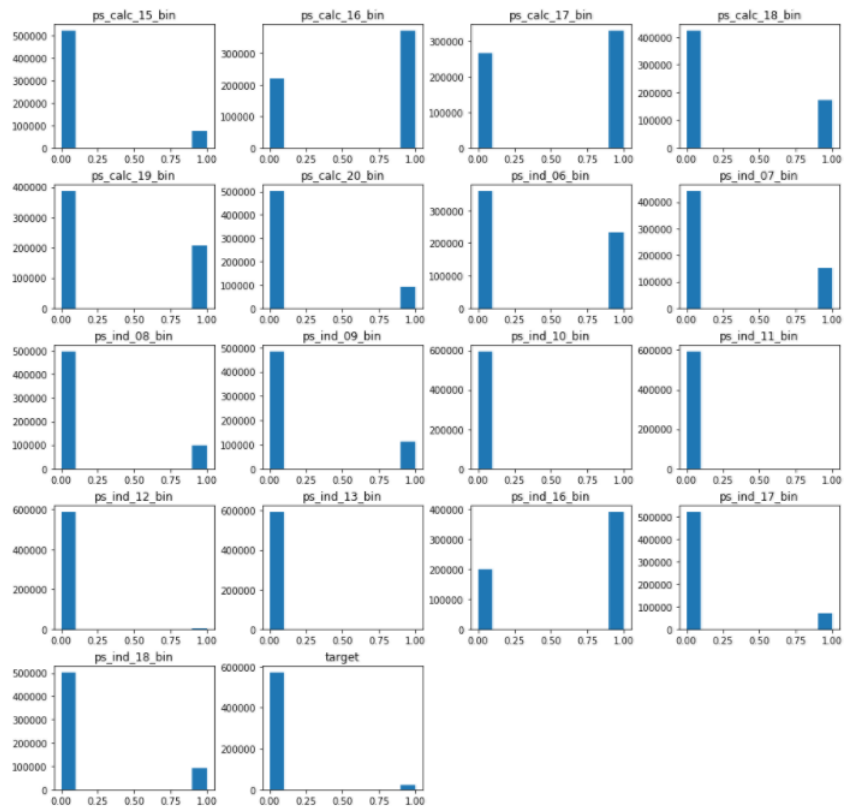 ps_calc_15_bin ps_calc_16_bin ps_calc_17_bin ps_calc_18_bin
500000 400000
300000 300000
400000
300000
300000 200000 200000
200000
200000
100000 100000 100000
100000
0 0 0 0
0.00 0.25 0.50 0.75 1.00 0.00 0.25 0.50 0.75 1.00 0.00 0.25 0.50 0.75 1.00 0.00 0.25 0.50 0.75 1.00
ps_calc_19_bin ps_calc_20_bin ps_ind_06_bin ps_ind_07_bin
400000 500000
400000
300000 400000 300000
300000
300000
200000 200000
200000
200000
100000 100000 100000
100000
0 0 0 0
0.00 0.25 0.50 0.75 1.00 0.00 0.25 0.50 0.75 1.00 0.00 0.25 0.50 0.75 1.00 0.00 0.25 0.50 0.75 1.00
ps_ind_08_bin ps_ind_09_bin ps_ind_10_bin ps_ind_11_bin
500000 500000 600000 600000
400000 400000
400000 400000
300000 300000
200000 200000 200000 200000
100000 100000
0 0 0 0
0.00 0.25 0.50 0.75 1.00 0.00 0.25 0.50 0.75 1.00 0.00 0.25 0.50 0.75 1.00 0.00 0.25 0.50 0.75 1.00
ps_ind_12_bin ps_ind_13_bin ps_ind_16_bin ps_ind_17_bin
600000 600000 400000 500000
400000
400000 400000 300000
300000
200000
200000 200000 200000
100000
100000
0 0 0 0
0.00 0.25 0.50 0.75 1.00 0.00 0.25 0.50 0.75 1.00 0.00 0.25 0.50 0.75 1.00 0.00 0.25 0.50 0.75 1.00
ps_ind_18_bin target
500000 600000
400000
400000
300000
200000 200000
100000
0 0
0.00 0.25 0.50 0.75 1.00 0.00 0.25 0.50 0.75 1.00